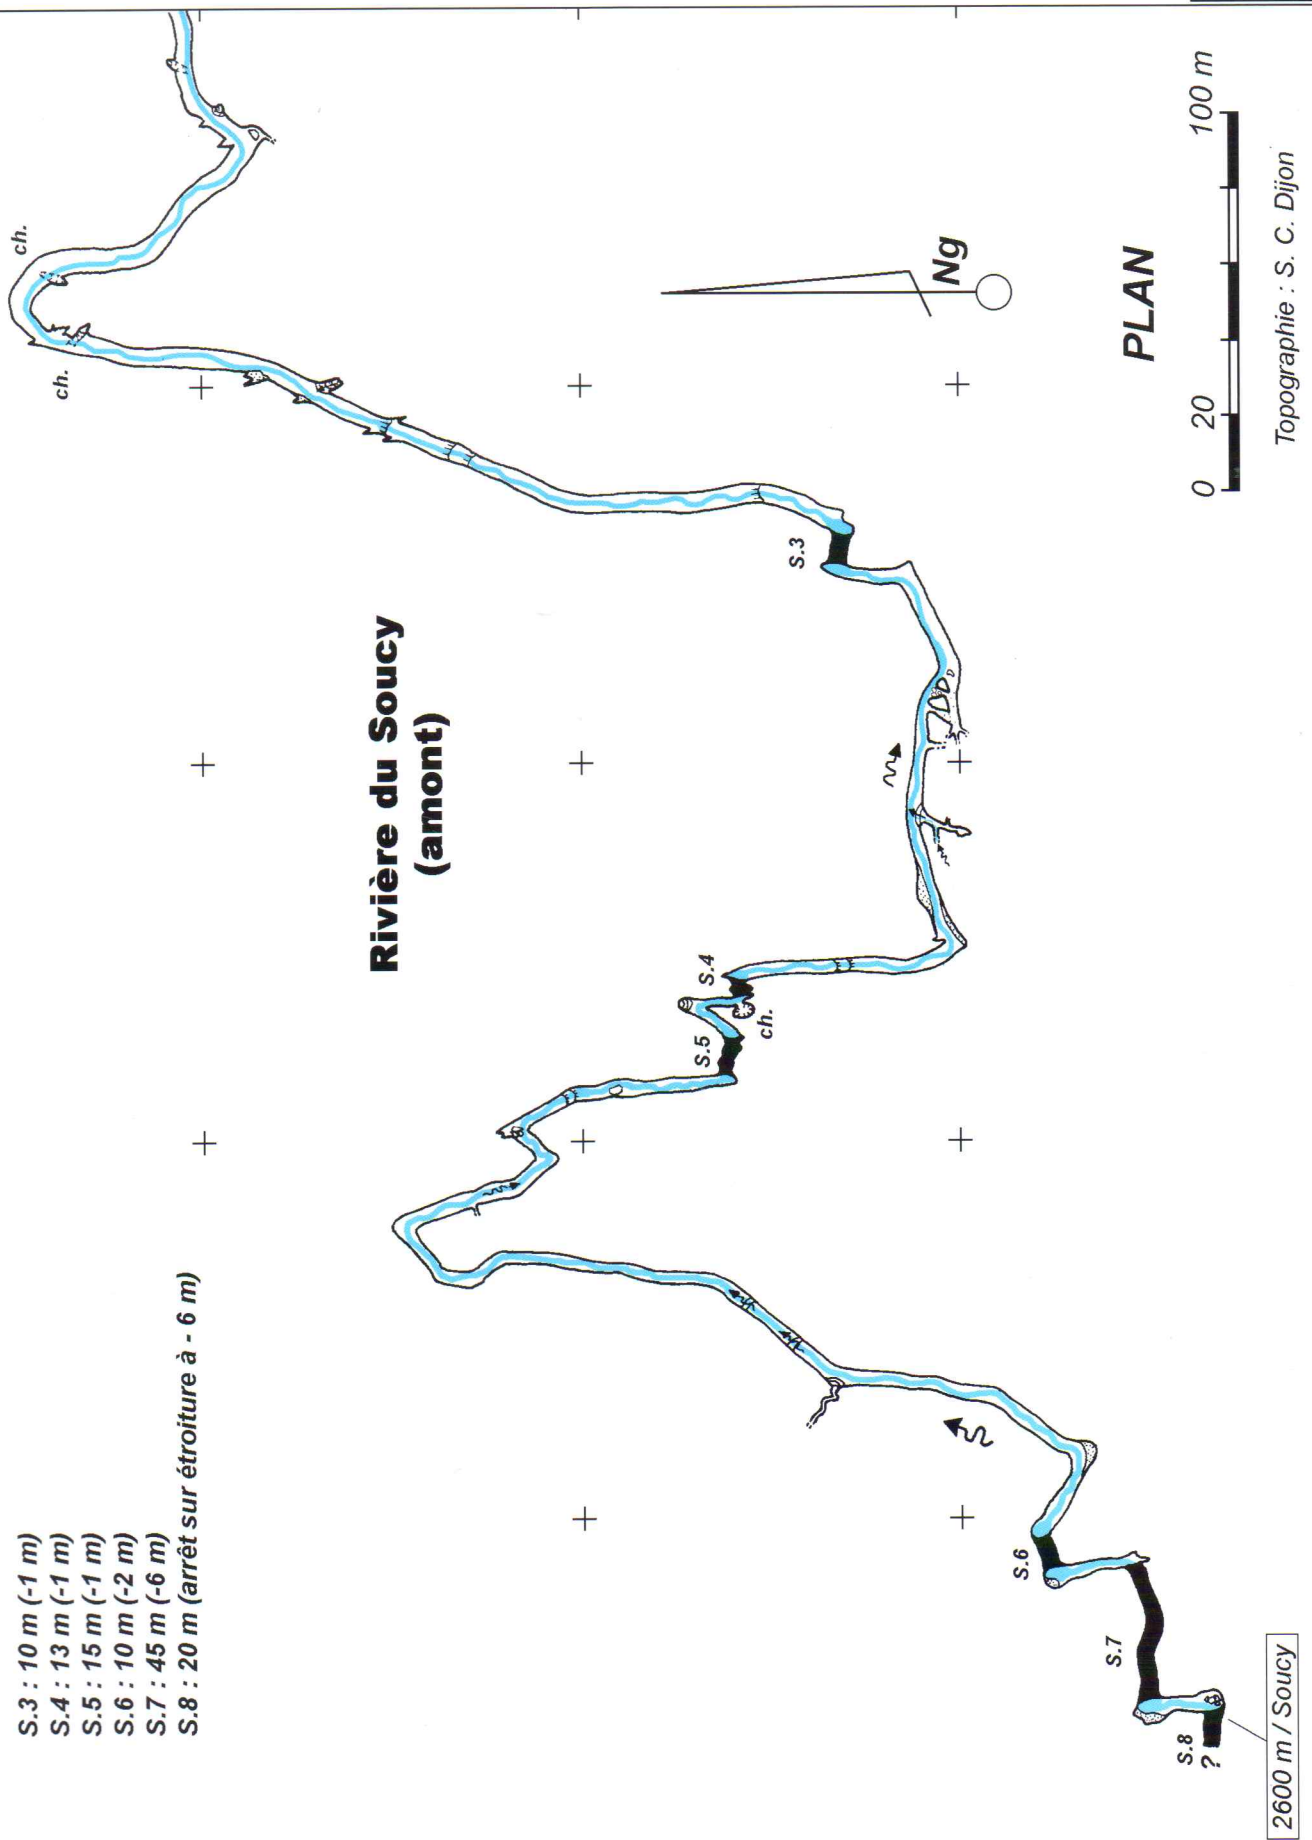 S.3 : 10 m (-1 m)
S.4 : 13 m (-1 m)
S.5 : 15 m (-1 m)
S.6 : 10 m (-2 m)
S.7 : 45 m (-6 m)
S.8 : 20 m (arrêt sur étroiture à - 6 m)
Rivière du Soucy
(amont)
ch.
ch.
S.3
S.4
ch.
S.5
S.6
S.7
S.8
?
2600 m / Soucy
Ng
PLAN
0 20 100 m
Topographie : S. C. Dijon